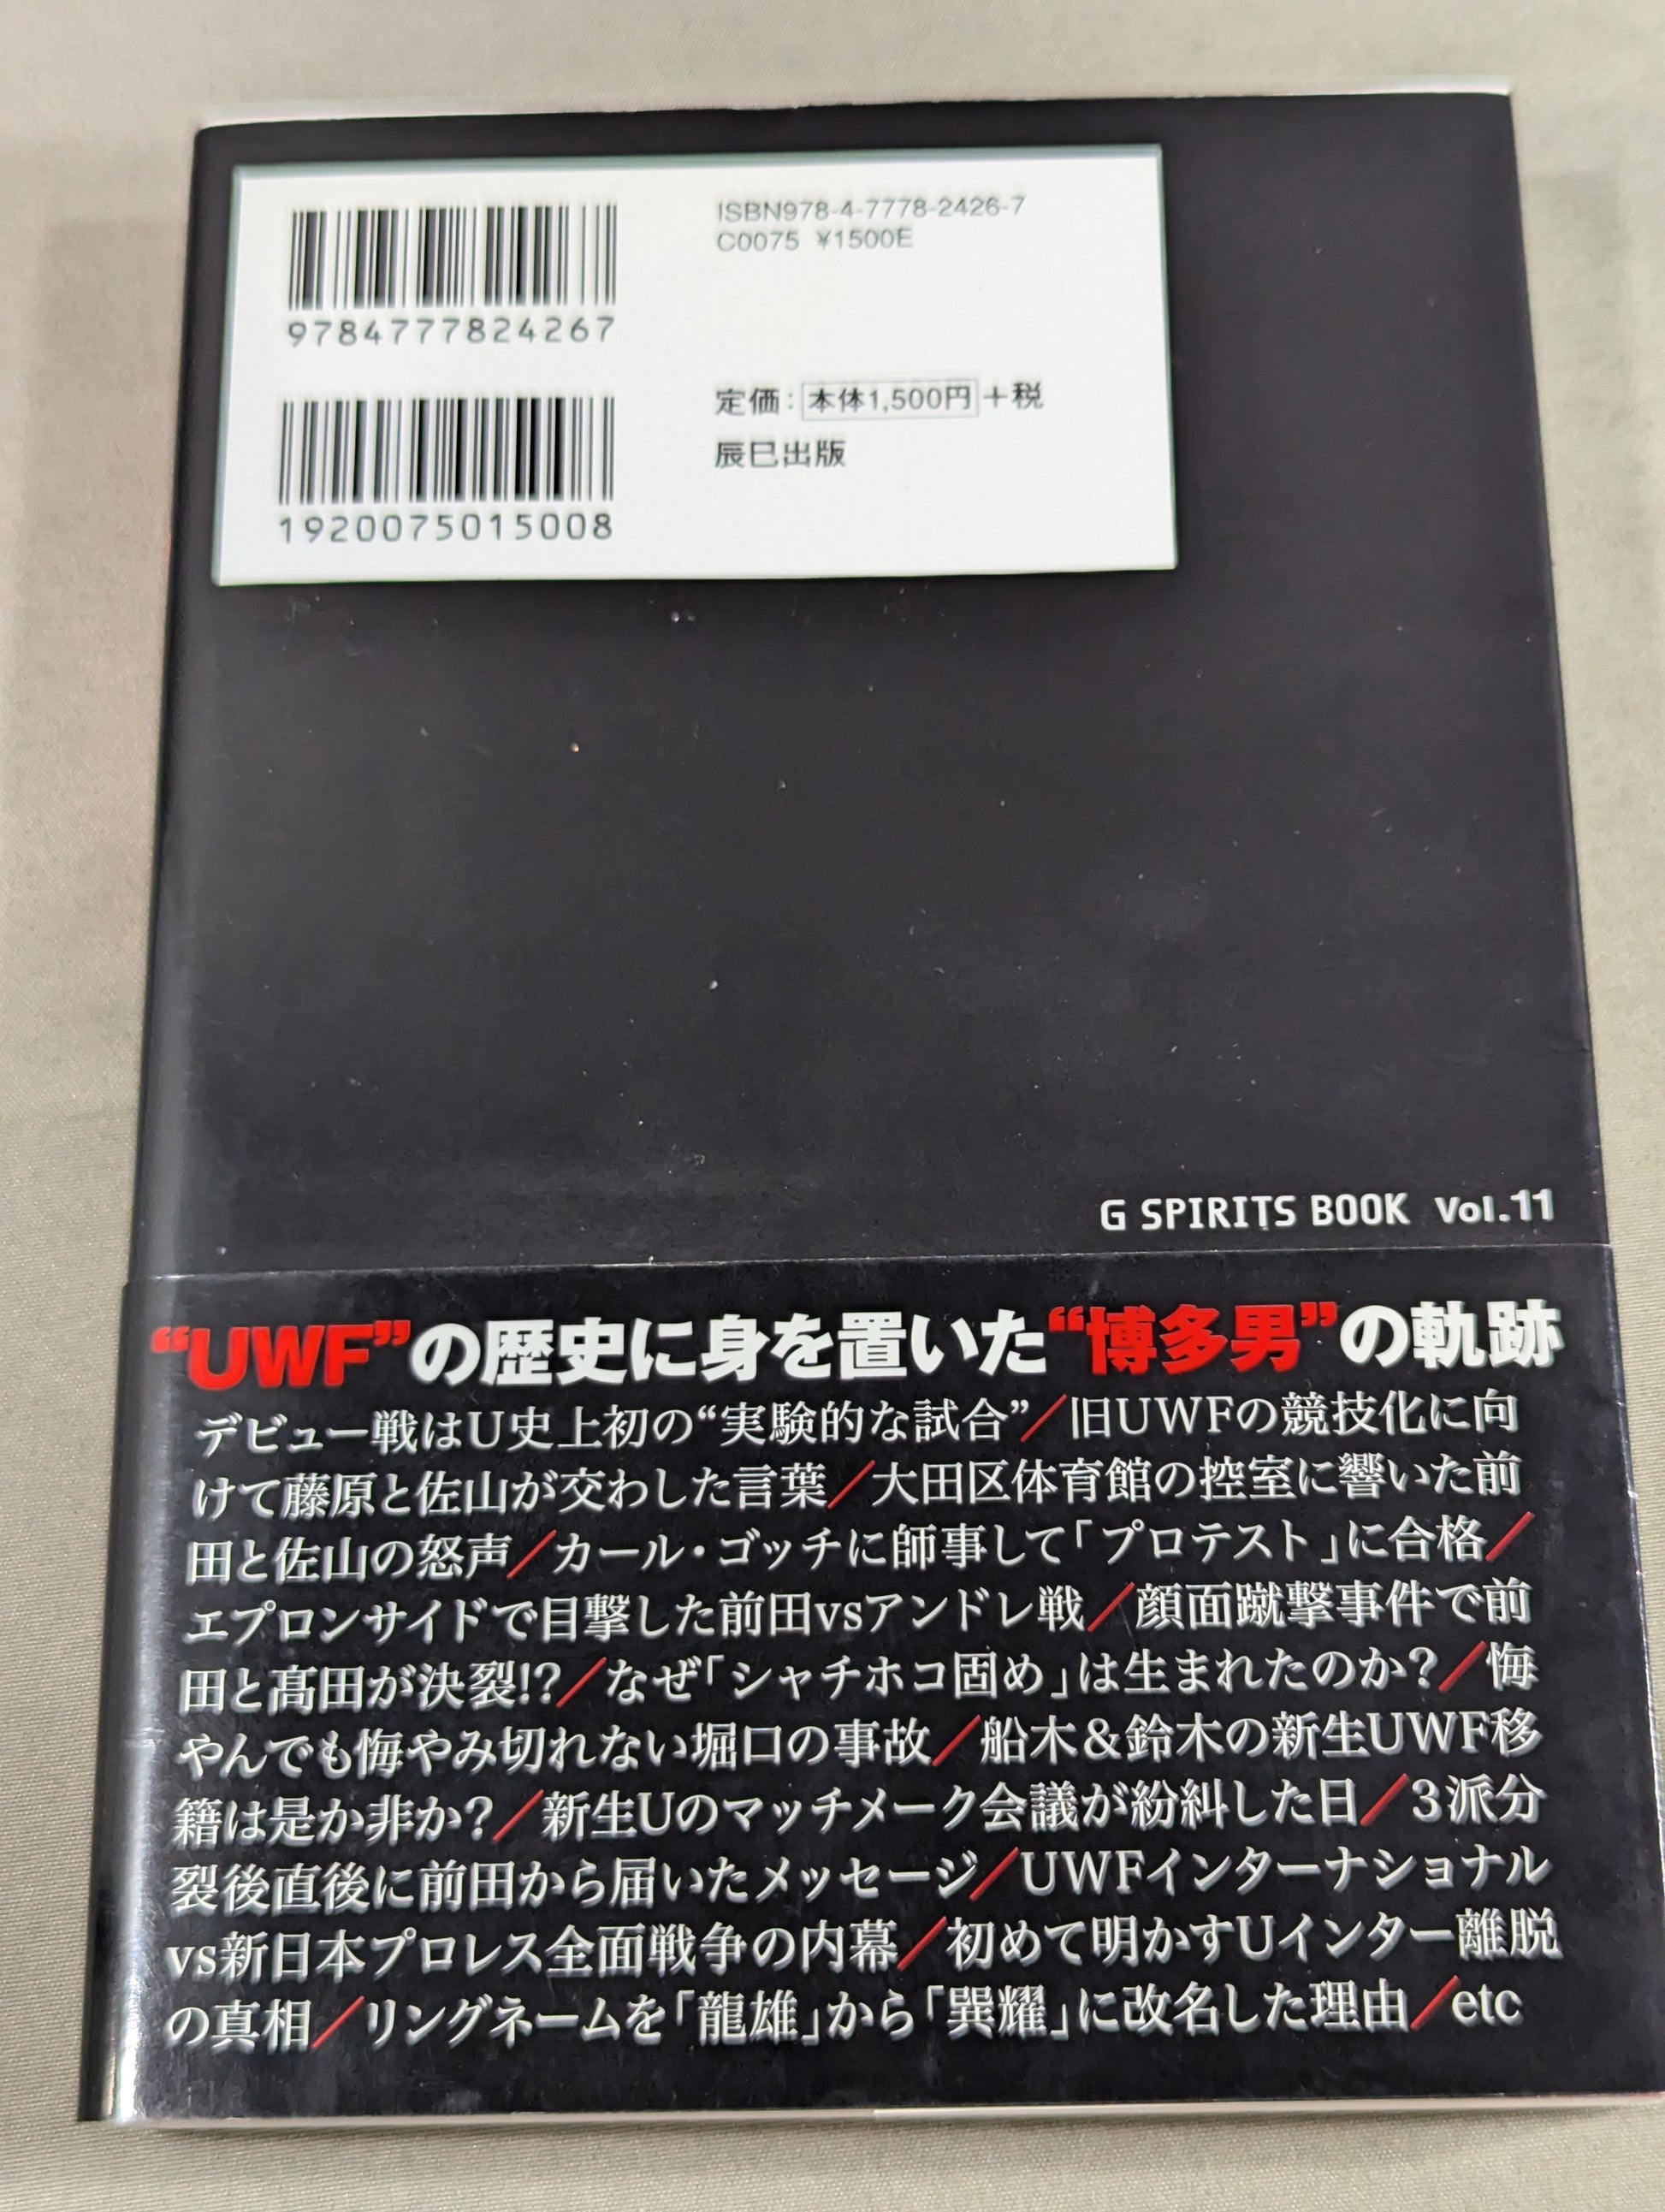 ISBN978-4-7778-2426-7
C0075 ¥1500E
9784777824267
定価：本体1,500円＋税
辰巳出版
1920075015008
G SPIRITS BOOK Vol.11
“UWF”の歴史に身を置いた“博多男”の軌跡
デビュー戦はU史上初の“実験的な試合”／旧UWFの競技化に向
けて藤原と佐山が交わした言葉／大田区体育館の控室に響いた前
田と佐山の怒声／カール・ゴッチに師事して「プロテスト」に合格／
エプロンサイドで目撃した前田vsアンドレ戦／顔面蹴撃事件で前
田と髙田が決裂!?／なぜ「シャチホコ固め」は生まれたのか?／悔
やんでも悔やみ切れない堀口の事故／船木＆鈴木の新生UWF移
籍は是か非か?／新生Uのマッチメーク会議が紛糾した日／3派分
裂後直後に前田から届いたメッセージ／UWFインターナショナル
vs新日本プロレス全面戦争の内幕／初めて明かすUインター離脱
の真相／リングネームを「龍雄」から「巽耀」に改名した理由／etc